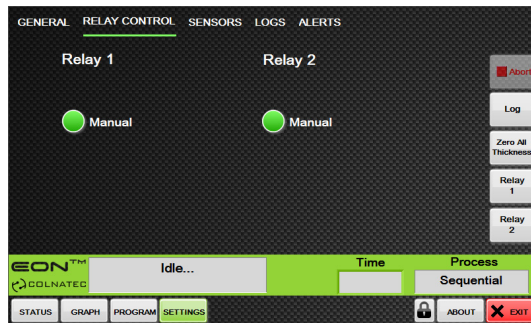 GENERAL RELAY CONTROL SENSORS LOGS ALERTS
Relay 1 Relay 2
Abort
Manual Manual
Log
Zero All
Thickness
Relay
1
Relay
2
EON™ Idle... Time Process
COLNATEC Sequential
STATUS GRAPH PROGRAM SETTINGS ABOUT X EXIT